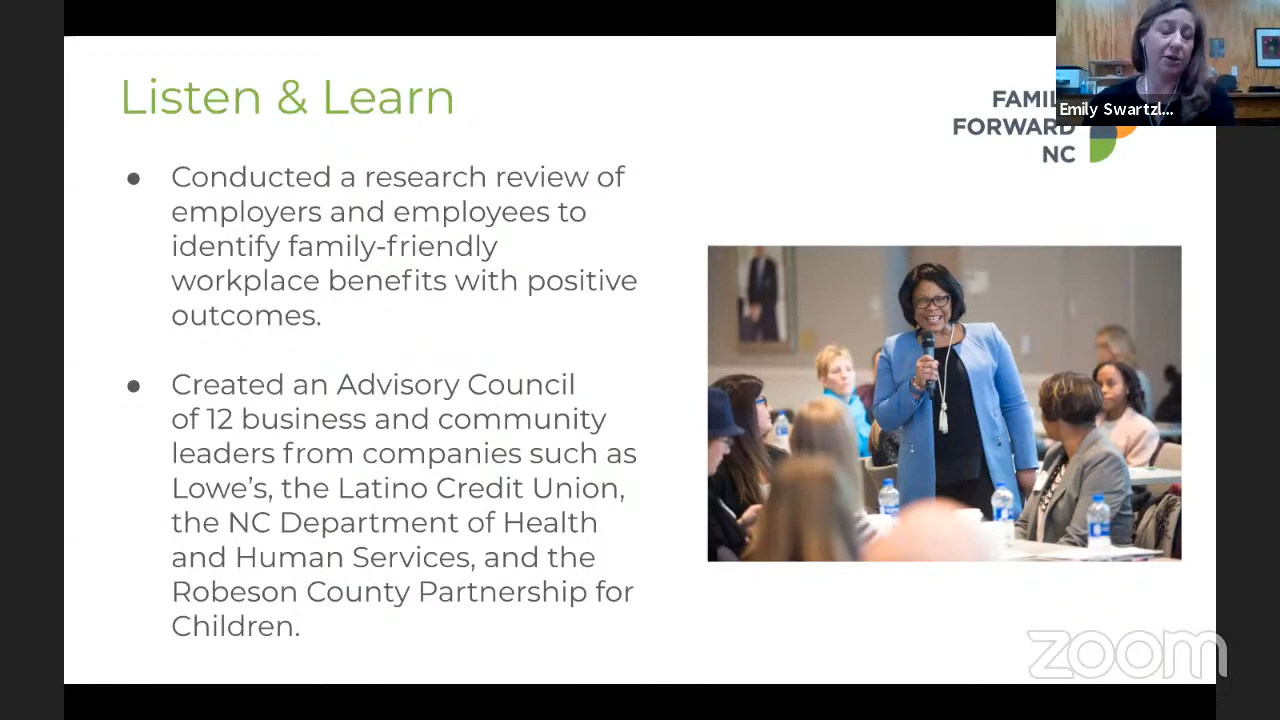 Listen & Learn
FAMI
FORWARD
NC
Emily Swartzl...
● Conducted a research review of
employers and employees to
identify family-friendly
workplace benefits with positive
outcomes.
● Created an Advisory Council
of 12 business and community
leaders from companies such as
Lowe’s, the Latino Credit Union,
the NC Department of Health
and Human Services, and the
Robeson County Partnership for
Children.
zoom